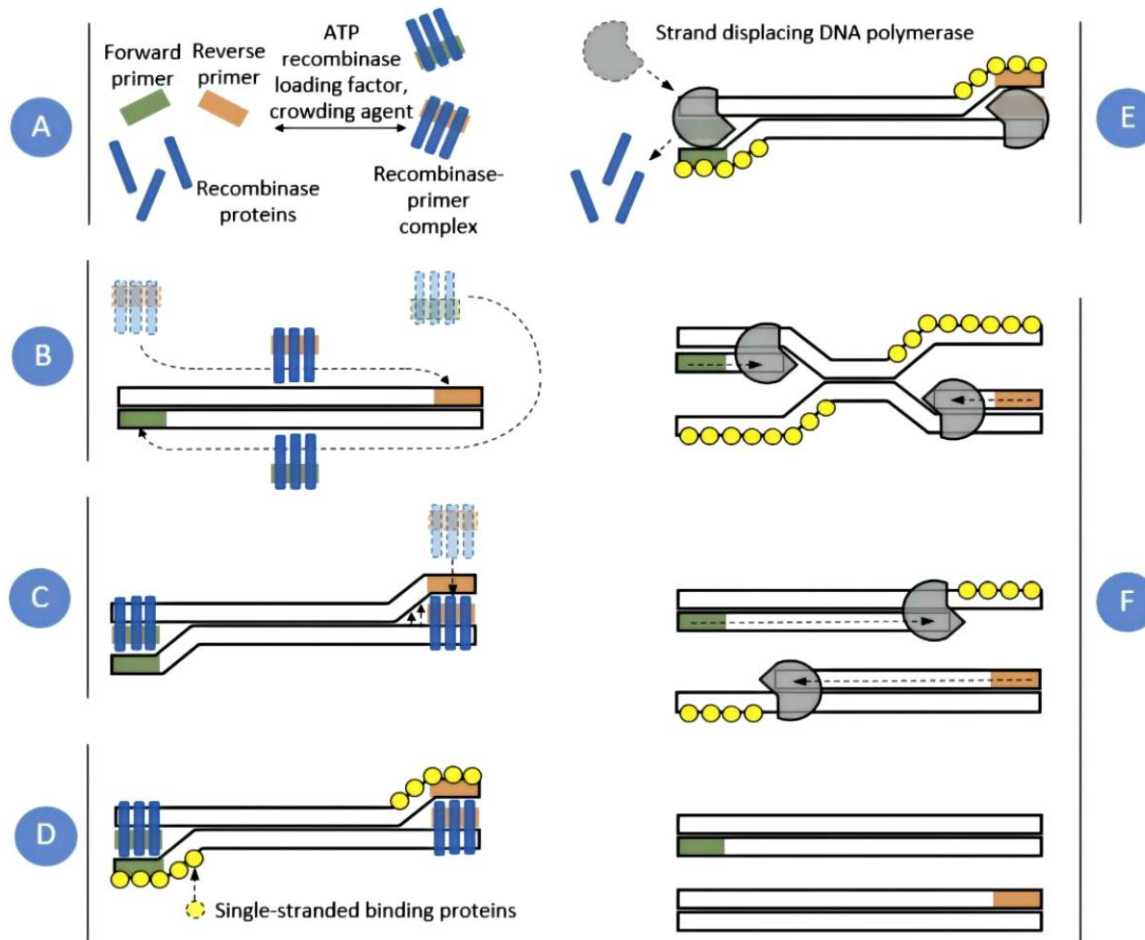 A
Forward
primer
Reverse
primer
ATP
recombinase
loading factor,
crowding agent
Recombinase
proteins
Recombinase-
primer
complex
B
C
D
Single-stranded binding proteins
Strand displacing DNA polymerase
E
F